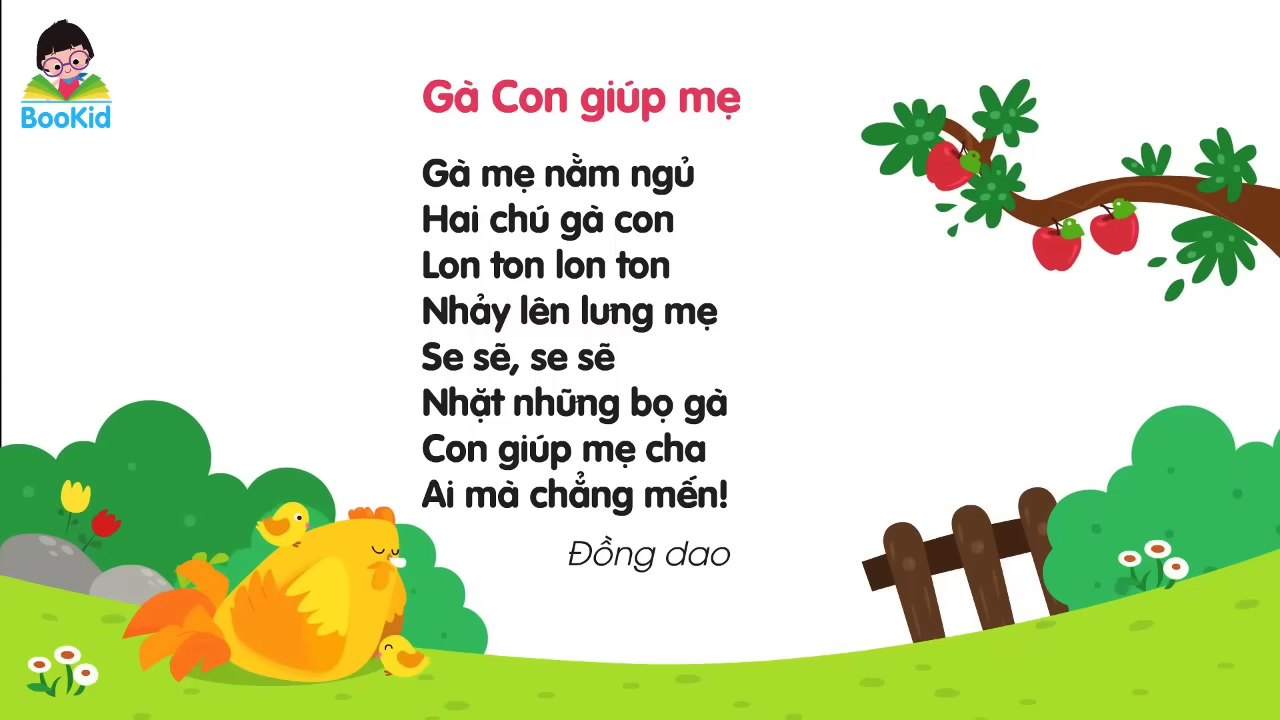 BooKid
Gà Con giúp mẹ
Gà mẹ nằm ngủ
Hai chú gà con
Lon ton lon ton
Nhảy lên lưng mẹ
Se sẽ, se sẽ
Nhặt những bọ gà
Con giúp mẹ cha
Ai mà chẳng mến!
Đồng dao